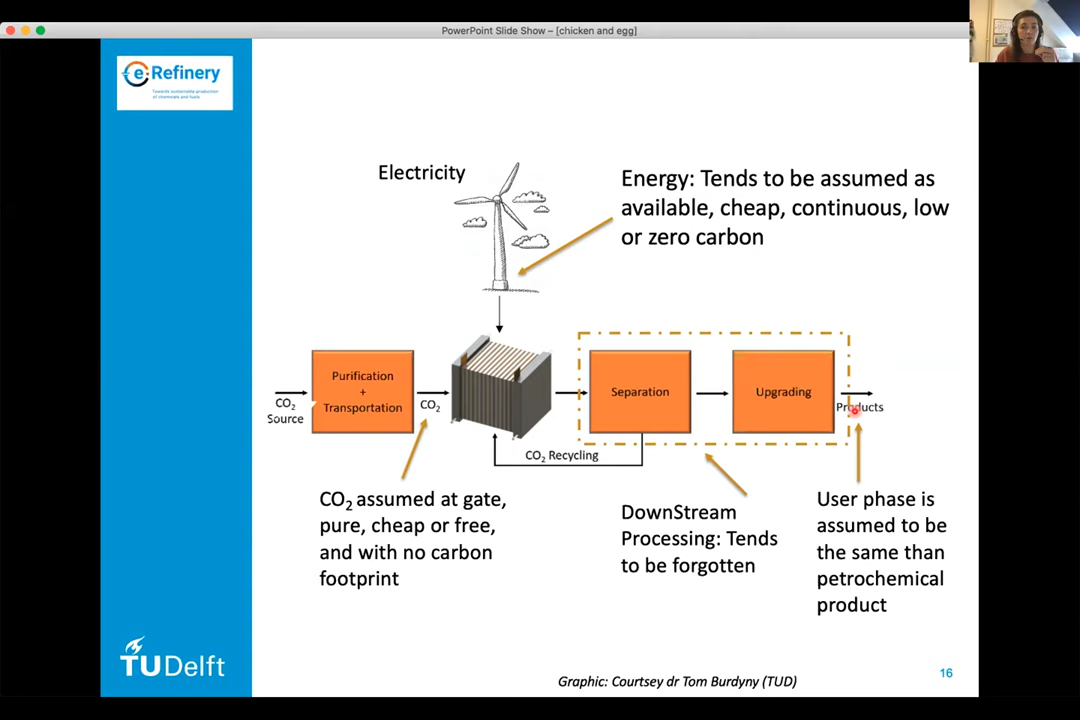 PowerPoint Slide Show – [chicken and egg]
e Refinery
Towards sustainable production
of chemicals and fuels
Electricity
Energy: Tends to be assumed as
available, cheap, continuous, low
or zero carbon
Purification
+
Transportation
CO2
Source
CO2
Separation
Upgrading
Products
CO2 Recycling
CO2 assumed at gate,
pure, cheap or free,
and with no carbon
footprint
DownStream
Processing: Tends
to be forgotten
User phase is
assumed to be
the same than
petrochemical
product
TUDelft
Graphic: Courtsey dr Tom Burdyny (TUD)
16